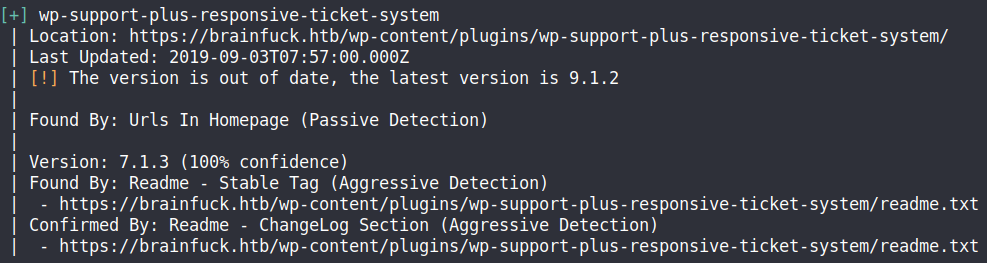 [+] wp-support-plus-responsive-ticket-system
| Location: https://brainfuck.htb/wp-content/plugins/wp-support-plus-responsive-ticket-system/
| Last Updated: 2019-09-03T07:57:00.000Z
| [!] The version is out of date, the latest version is 9.1.2
|
| Found By: Urls In Homepage (Passive Detection)
|
| Version: 7.1.3 (100% confidence)
| Found By: Readme - Stable Tag (Aggressive Detection)
|  - https://brainfuck.htb/wp-content/plugins/wp-support-plus-responsive-ticket-system/readme.txt
| Confirmed By: Readme - ChangeLog Section (Aggressive Detection)
|  - https://brainfuck.htb/wp-content/plugins/wp-support-plus-responsive-ticket-system/readme.txt